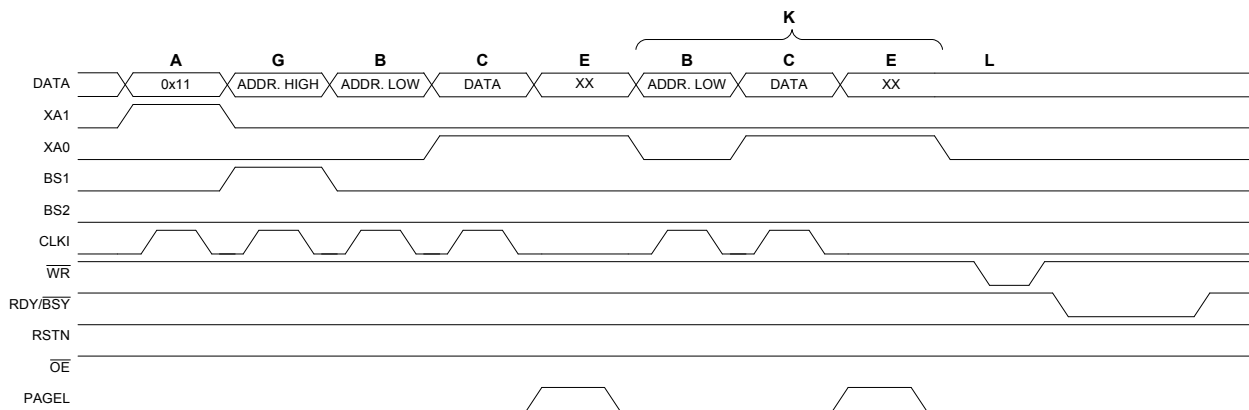 K
A G B C E B C E L
DATA 0x11 ADDR. HIGH ADDR. LOW DATA XX ADDR. LOW DATA XX
XA1
XA0
BS1
BS2
CLKI
WR
RDY/BSY
RSTN
OE
PAGEL